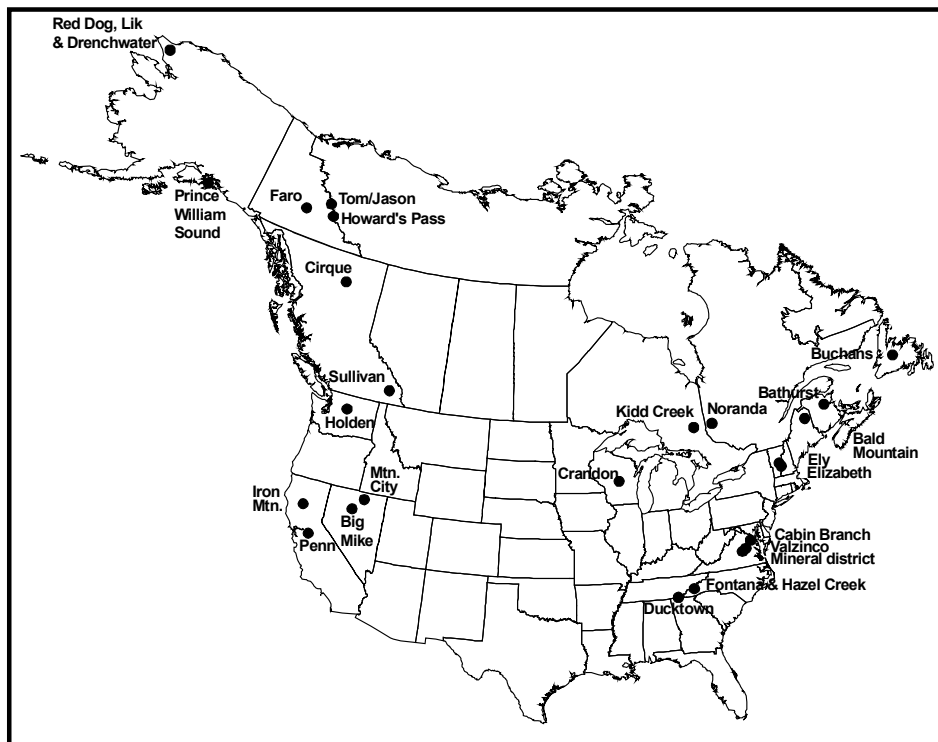 Red Dog, Lik
& Drenchwater
Prince
William
Sound
Faro
Tom/Jason
Howard's Pass
Cirque
Sullivan
Holden
Buchans
Bathurst
Kidd Creek
Noranda
Bald
Mountain
Ely
Elizabeth
Crandon
Mtn.
City
Iron
Mtn.
Big
Mike
Penn
Cabin Branch
Valzinco
Mineral district
Fontana & Hazel Creek
Ducktown